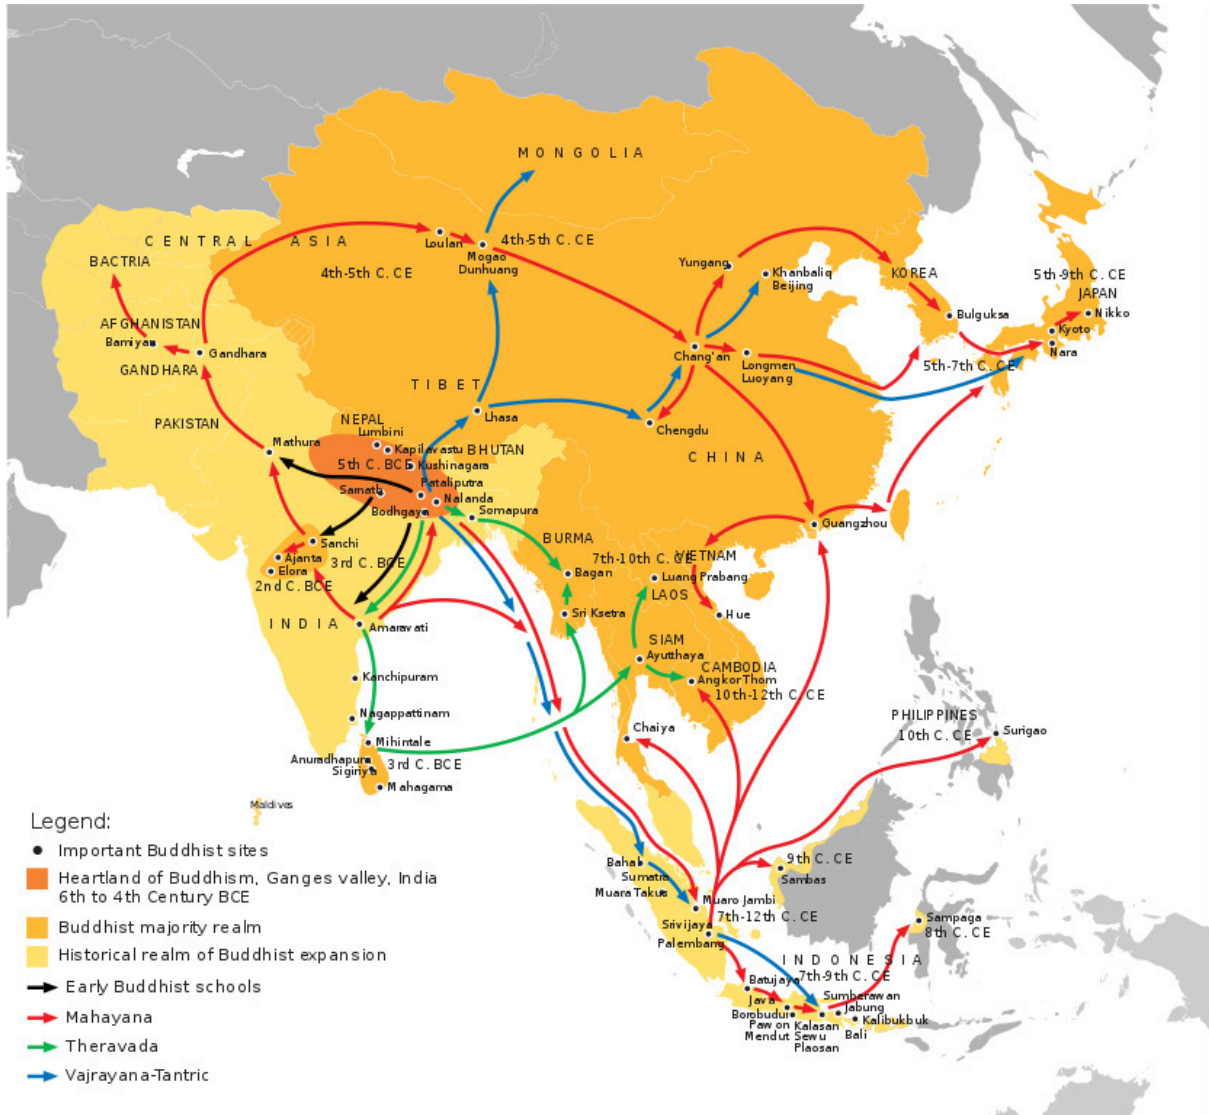 MONGOLIA
CENTRAL ASIA
Loulan
4th-5th C. CE
Mogao
Dunhuang
BACTRIA
4th-5th C. CE
Yungang
Khanbaliq
Beijing
KOREA
5th-9th C. CE
JAPAN
Nikko
Bulguksa
Kyoto
Nara
AFGHANISTAN
Bamiyan
Gandhara
GANDHARA
Chang'an
Longmen
Luoyang
5th-7th C. CE
TIBET
Lhasa
Chengdu
PAKISTAN
NEPAL
Lumbini
Mathura
Kapilavastu
BHUTAN
5th C. BCE
Kushinagara
CHINA
Pataliputra
Sarnath
Nalanda
Bodhgaya
Somapura
Guangzhou
Sanchi
BURMA
Ajanta
3rd C. BCE
7th-10th C. CE
VIETNAM
Elora
Bagan
Luang Prabang
2nd C. BCE
LAOS
Sri Ksetra
Hue
INDIA
Amaravati
SIAM
Ayutthaya
CAMBODIA
Angkor Thom
10th-12th C. CE
Kanchipuram
Nagappattinam
PHILIPPINES
10th C. CE
Surigao
Chaiya
Mihintale
Anuradhapura
3rd C. BCE
Sigiriya
Mahagama
Maldives
Legend:
Important Buddhist sites
Heartland of Buddhism, Ganges valley, India
6th to 4th Century BCE
Buddhist majority realm
Historical realm of Buddhist expansion
Early Buddhist schools
Mahayana
Theravada
Vajrayana-Tantric
9th C. CE
Sambas
Bahal
Sumatra
Muara Takus
Muaro Jambi
7th-12th C. CE
Srivijaya
Palembang
Sampaga
8th C. CE
INDONESIA
7th-9th C. CE
Batujaya
Java
Sumberawan
Jabung
Borobudur
Pawon
Mendut
Kalasan
Sewu
Plaosan
Kalibukbuk
Bali